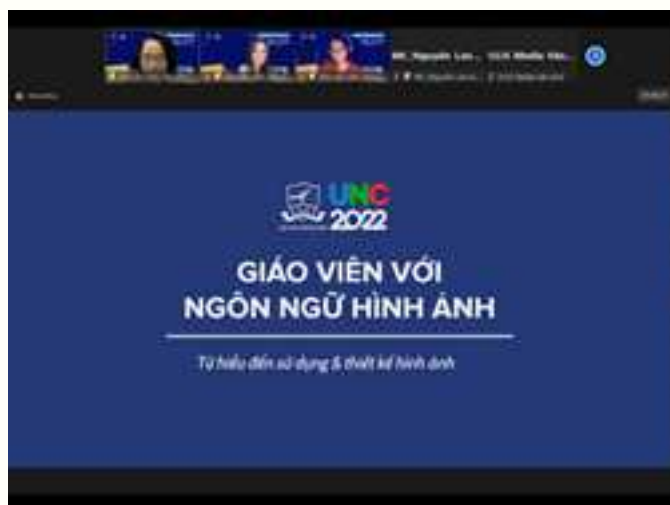 UNC
2022
GIÁO VIÊN VỚI
NGÔN NGỮ HÌNH ẢNH
Từ hiểu đến sử dụng & thiết kế hình ảnh